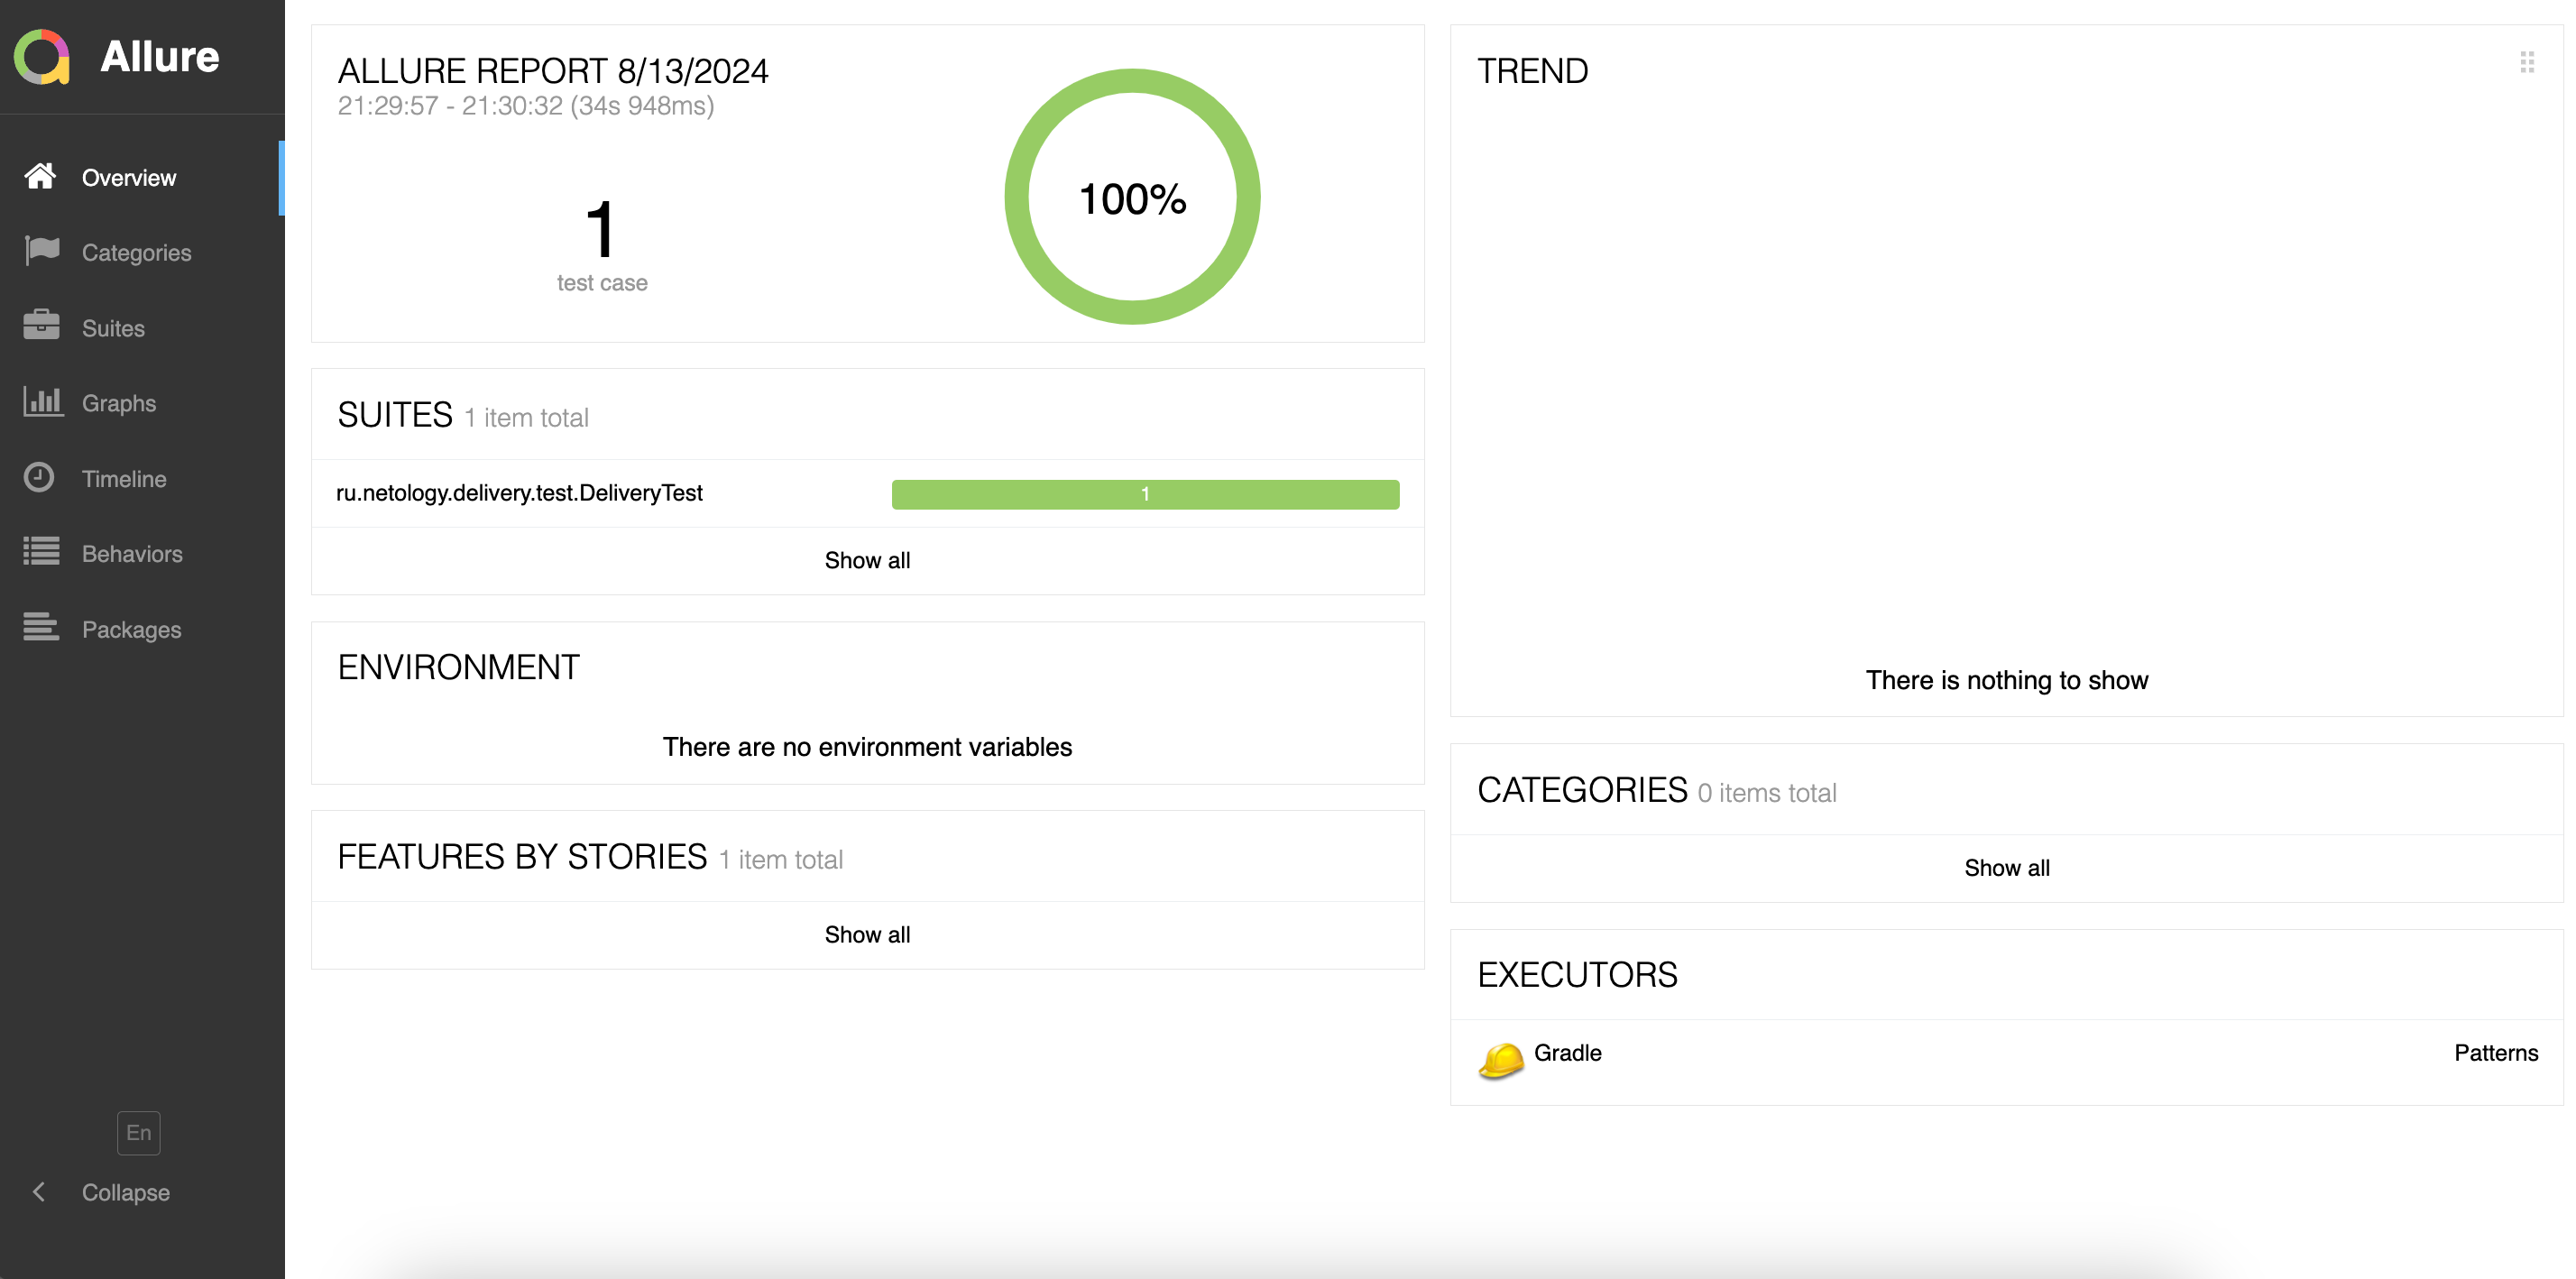 Allure
Overview
Categories
Suites
Graphs
Timeline
Behaviors
Packages
En
Collapse
ALLURE REPORT 8/13/2024
21:29:57 - 21:30:32 (34s 948ms)
1
test case
100%
SUITES 1 item total
ru.netology.delivery.test.DeliveryTest 1
Show all
ENVIRONMENT
There are no environment variables
FEATURES BY STORIES 1 item total
Show all
TREND
There is nothing to show
CATEGORIES 0 items total
Show all
EXECUTORS
Gradle Patterns